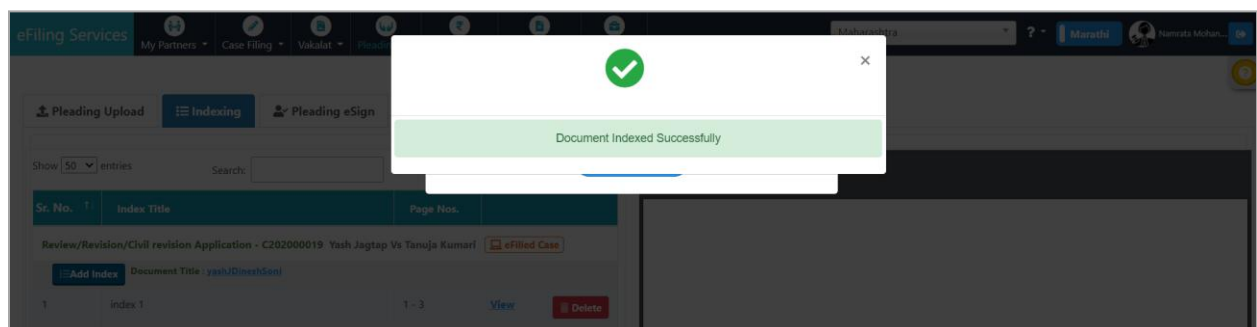 eFiling Services
My Partners
Case Filing
Vakalat
Maharashtra
?
Marathi
Namrata Mohan...
Document Indexed Successfully
Pleading Upload
Indexing
Pleading eSign
Show 50 entries
Search:
Sr. No. Index Title Page Nos.
Review/Revision/Civil revision Application - C202000019 Yash Jagtap Vs Tanuja Kumari eFilled Case
Add Index Document Title : yashJDineshSoni
1 index 1 1 - 3 View Delete